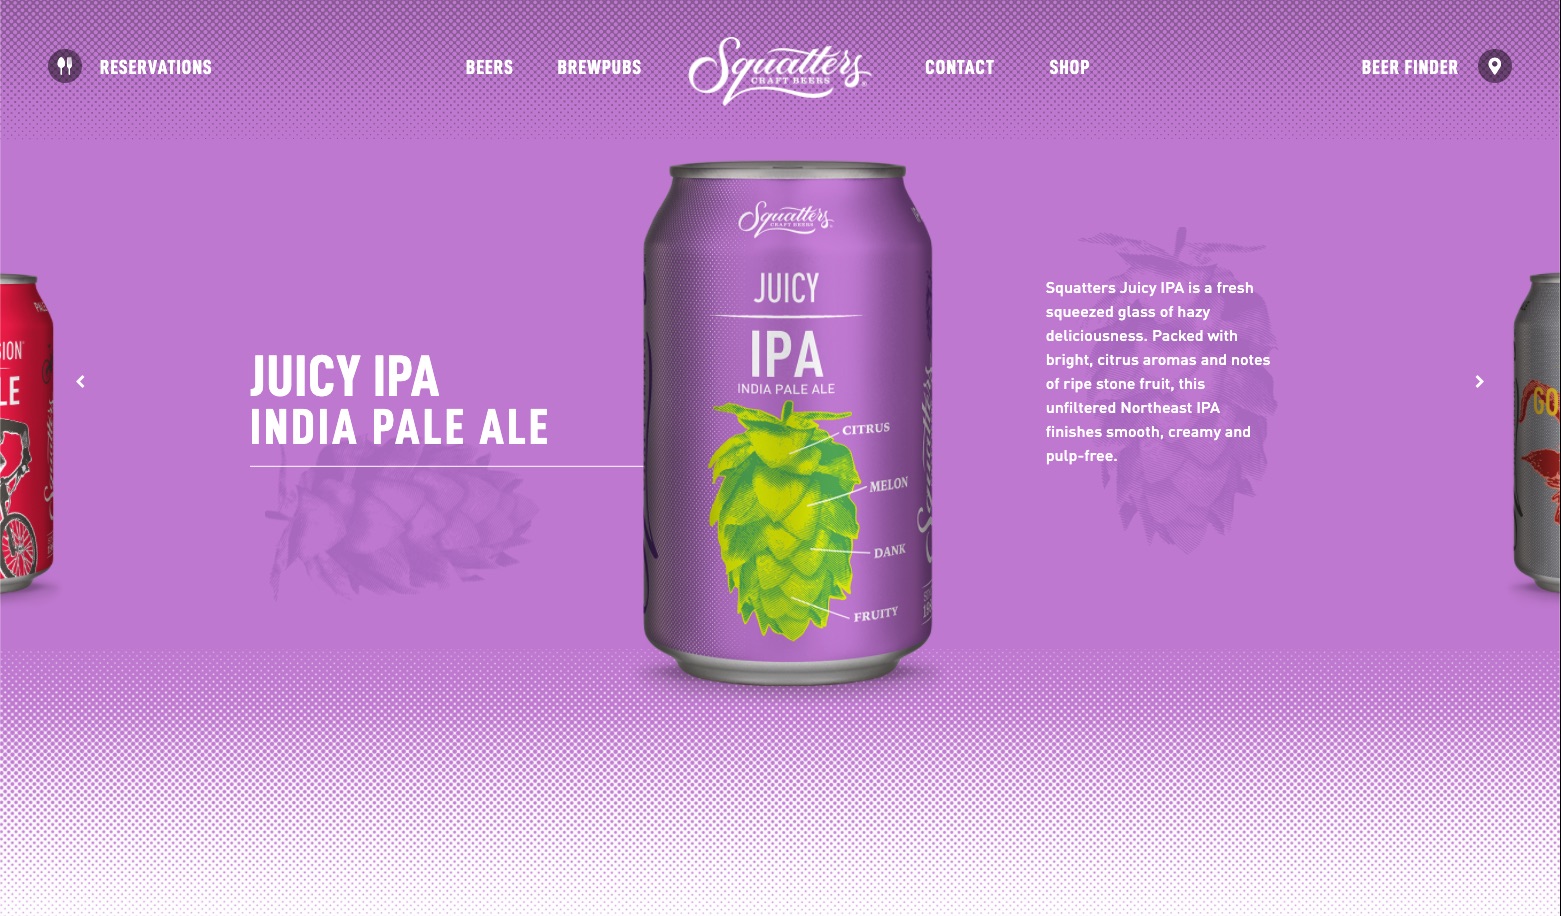 RESERVATIONS
BEERS
BREWPUBS
Squatters
CRAFT BEERS
CONTACT
SHOP
BEER FINDER
Squatters
CRAFT BEERS
JUICY
IPA
INDIA PALE ALE
CITRUS
MELON
DANK
FRUITY
Squatters
JUICY IPA
INDIA PALE ALE
Squatters Juicy IPA is a fresh
squeezed glass of hazy
deliciousness. Packed with
bright, citrus aromas and notes
of ripe stone fruit, this
unfiltered Northeast IPA
finishes smooth, creamy and
pulp-free.